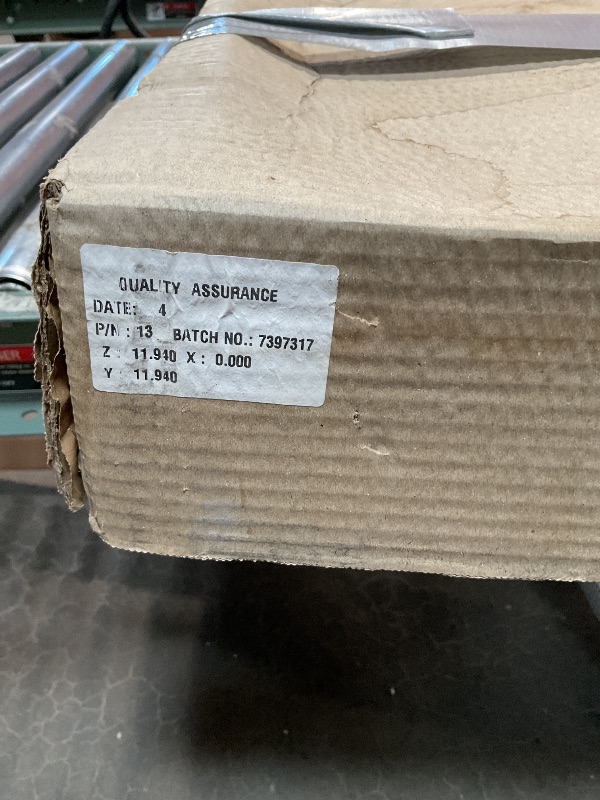 QUALITY ASSURANCE
DATE: 4
P/N : 13 BATCH NO.: 7397317
Z : 11.940 X : 0.000
Y : 11.940